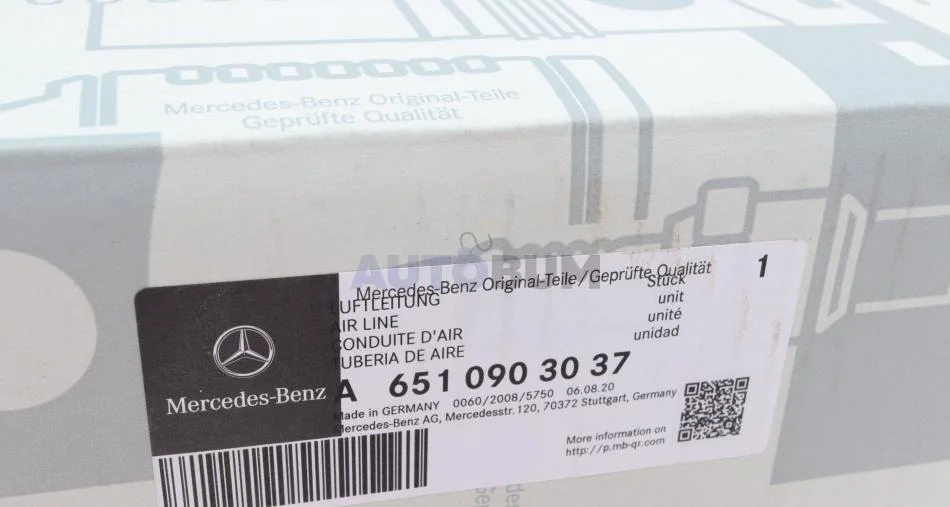 Mercedes-Benz Original-Teile
Geprüfte Qualität
AUTOBUM
Mercedes-Benz Original-Teile/Geprüfte Qualität
1
LUFTLEITUNG
Stück
AIR LINE
unit
CONDUITE D'AIR
unité
TUBERIA DE AIRE
unidad
Mercedes-Benz
A 651 090 30 37
Made in GERMANY 0060/2008/5750 06.08.20
Mercedes-Benz AG, Mercedesstr. 120, 70372 Stuttgart, Germany
More information on
http://p.mb-qr.com